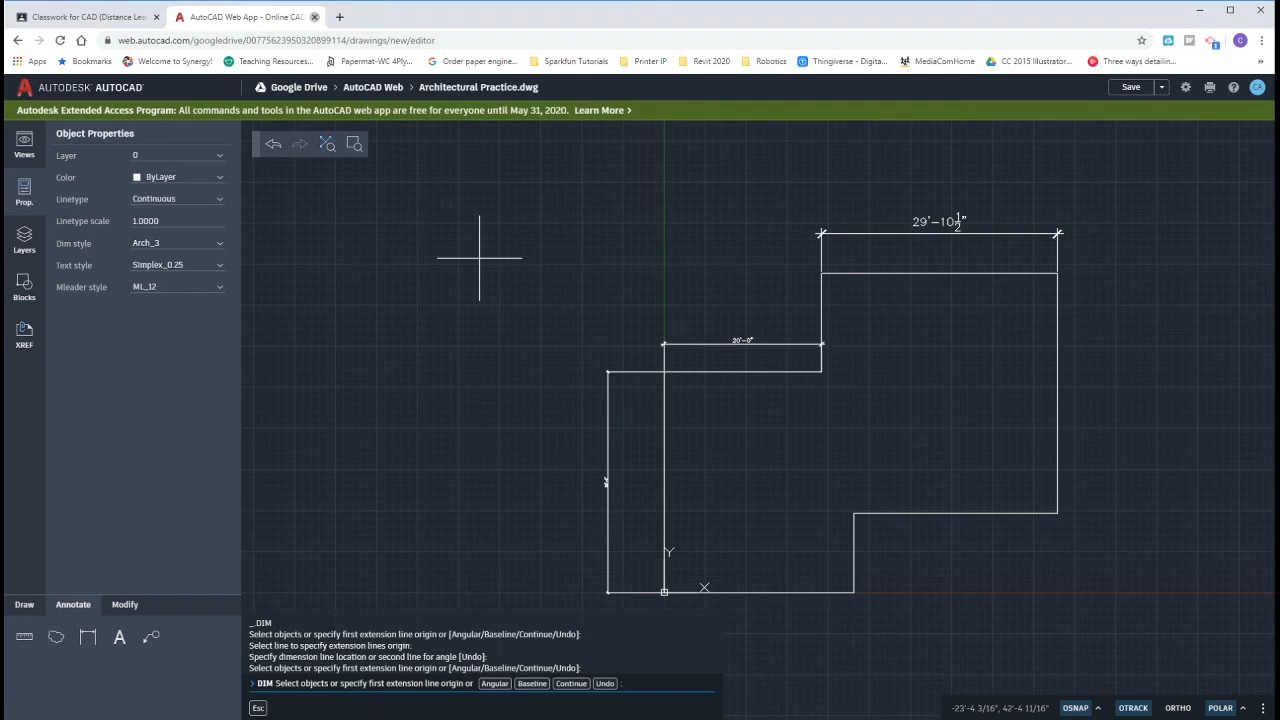 Classwork for CAD (Distance Lea
AutoCAD Web App - Online CAD
web.autocad.com/googledrive/00775623950320899114/drawings/new/editor
C
Apps
Bookmarks
Welcome to Synergy!
Teaching Resources...
Papermat-WC 4Ply...
Order paper engine...
Sparkfun Tutorials
Printer IP
Revit 2020
Robotics
Thingiverse - Digita...
MediaComHome
CC 2015 Illustrator...
Three ways detailin...
AUTODESK® AUTOCAD®
Google Drive > AutoCAD Web > Architectural Practice.dwg
Save
CA
Autodesk Extended Access Program: All commands and tools in the AutoCAD web app are free for everyone until May 31, 2020. Learn More >
Views
Prop.
Layers
Blocks
XREF
Object Properties
Layer 0
Color ByLayer
Linetype Continuous
Linetype scale 1.0000
Dim style Arch_3
Text style Simplex_0.25
Mleader style ML_12
29'-10 1/2"
20'-0"
Y
X
Draw Annotate Modify
A
_.DIM
Select objects or specify first extension line origin or [Angular/Baseline/Continue/Undo]:
Select line to specify extension lines origin:
Specify dimension line location or second line for angle [Undo]:
Select objects or specify first extension line origin or [Angular/Baseline/Continue/Undo]:
> DIM Select objects or specify first extension line origin or Angular Baseline Continue Undo :
Esc
-23'-4 3/16", 42'-4 11/16" OSNAP OTRACK ORTHO POLAR